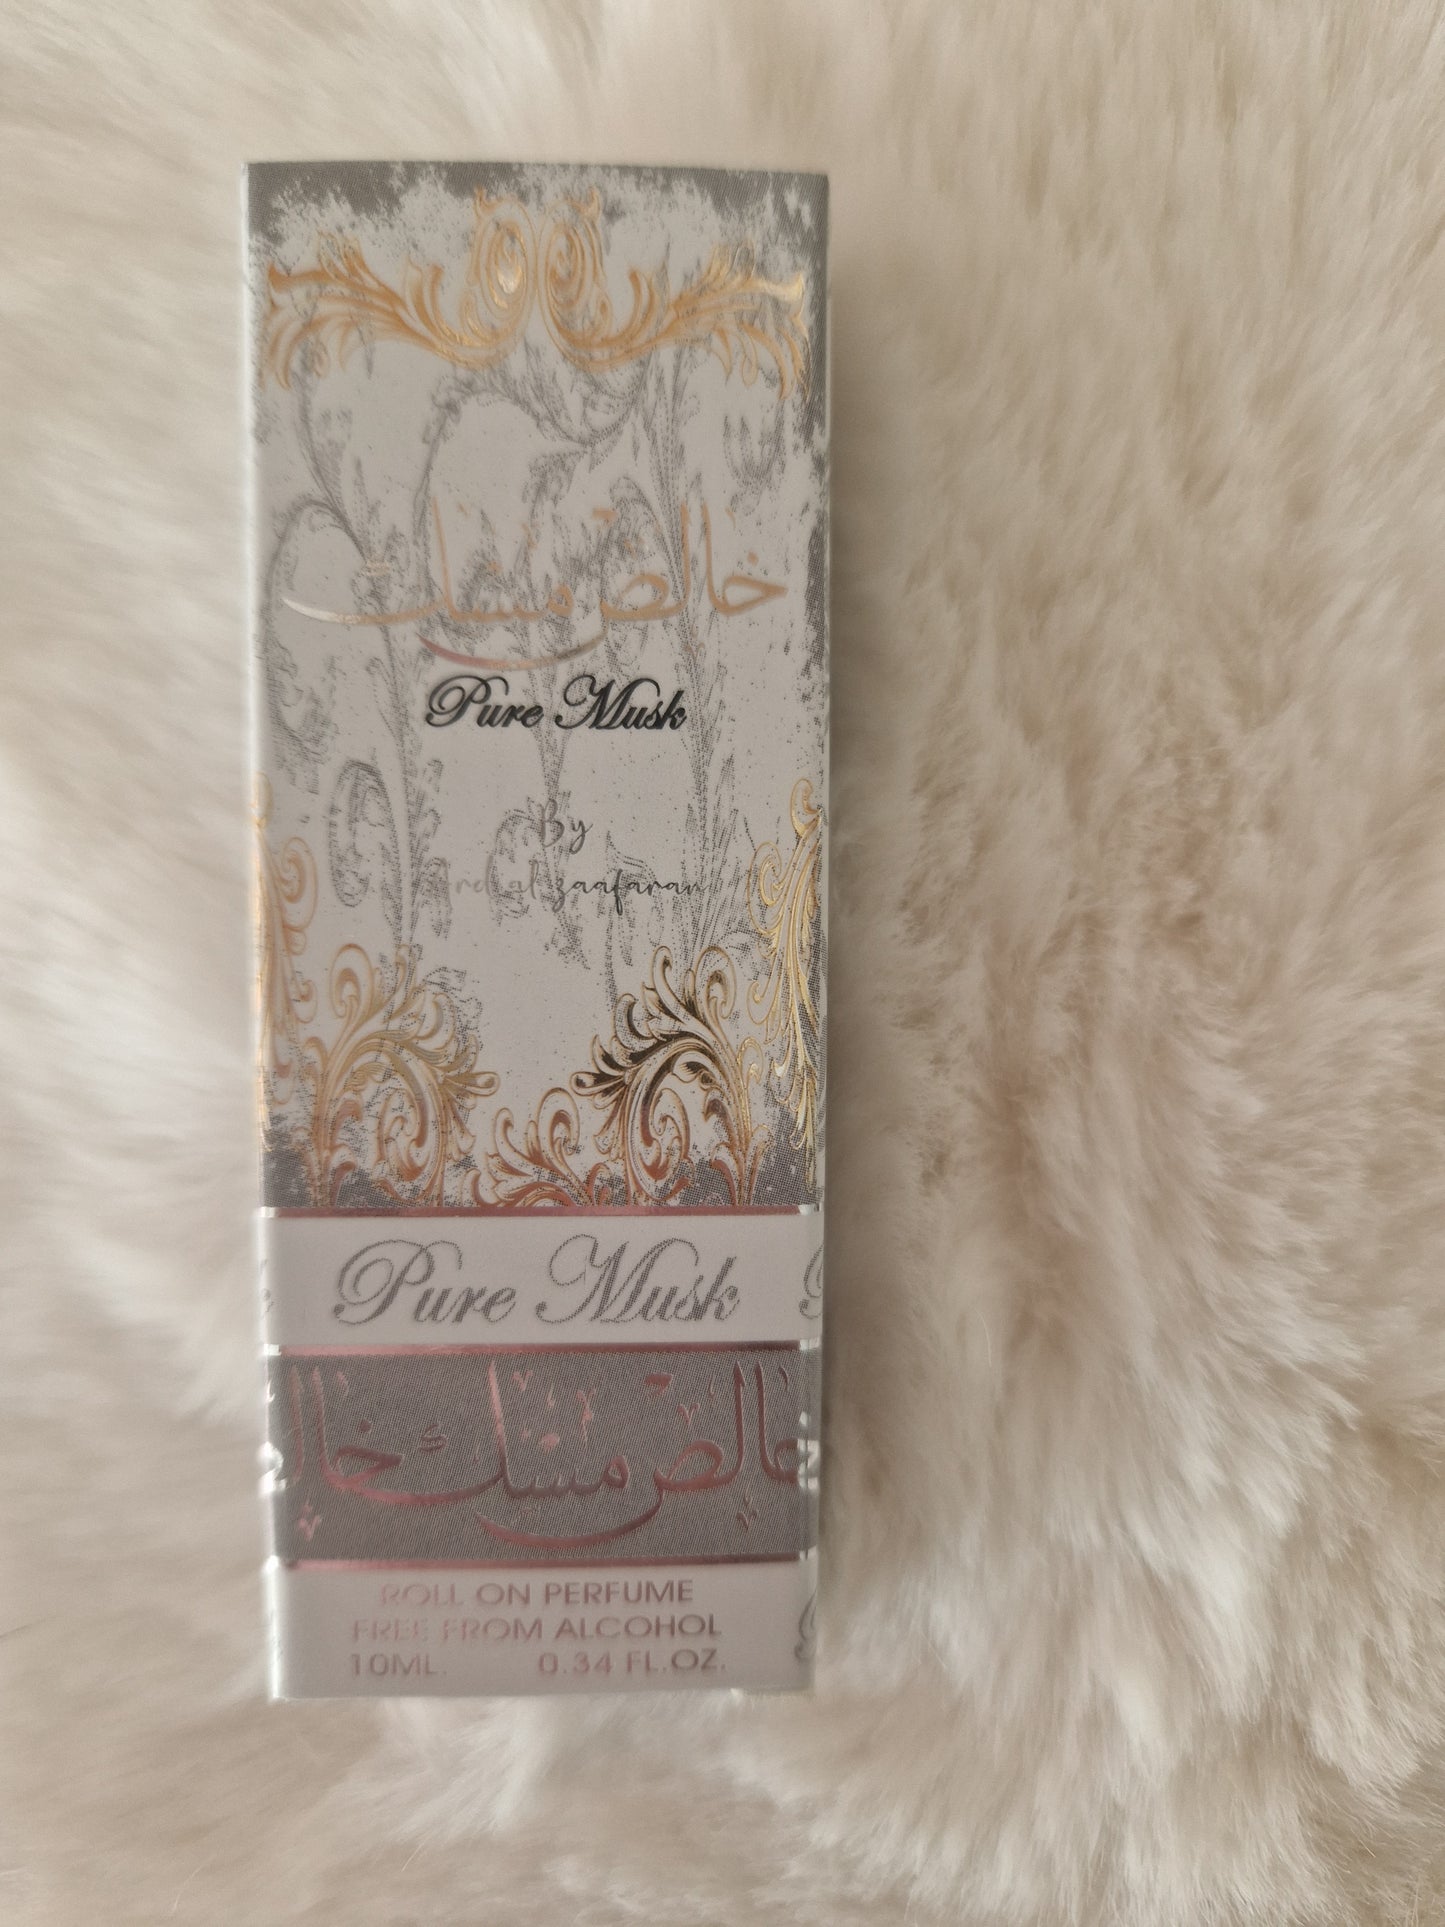 خالص مسك
Pure Musk
By
ard al zaafaran
Pure Musk
خالص مسك
ROLL ON PERFUME
FREE FROM ALCOHOL
10ML. 0.34 FL.OZ.